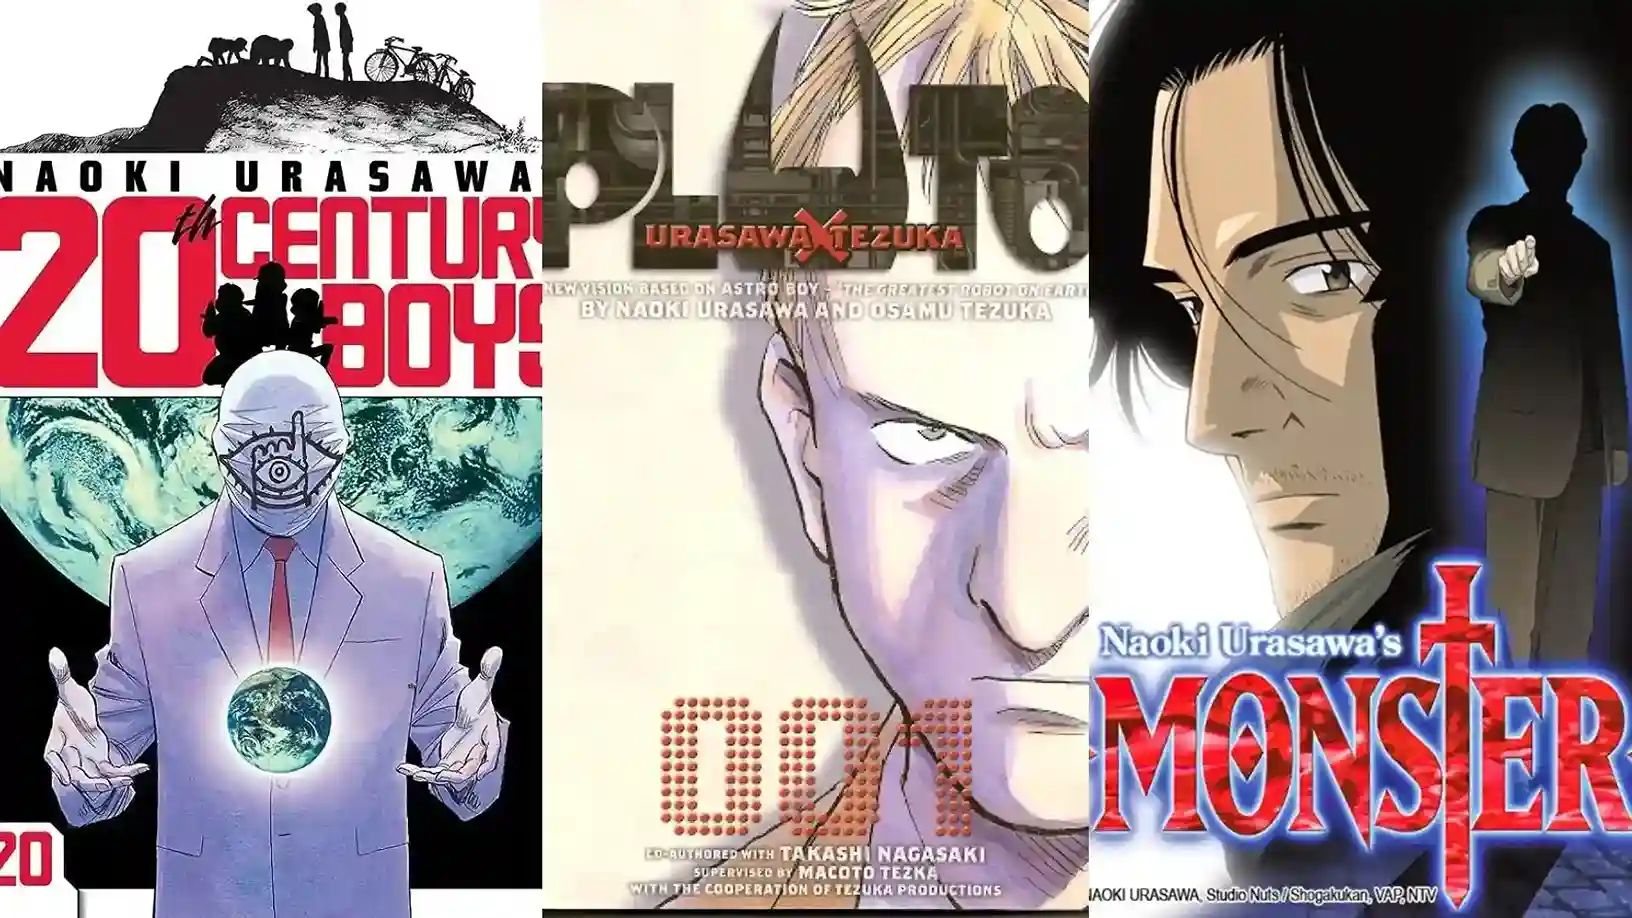 NAOKI URASAWA
20th CENTURY
BOYS
20
PLUTO
URASAWA X TEZUKA
NEW VISION BASED ON ASTRO BOY - 'THE GREATEST ROBOT ON EARTH
BY NAOKI URASAWA AND OSAMU TEZUKA
001
CO-AUTHORED WITH TAKASHI NAGASAKI
SUPERVISED BY MACOTO TEZKA
WITH THE COOPERATION OF TEZUKA PRODUCTIONS
Naoki Urasawa's
MONSTER
NAOKI URASAWA, Studio Nuts / Shogakukan, VAP, NTV